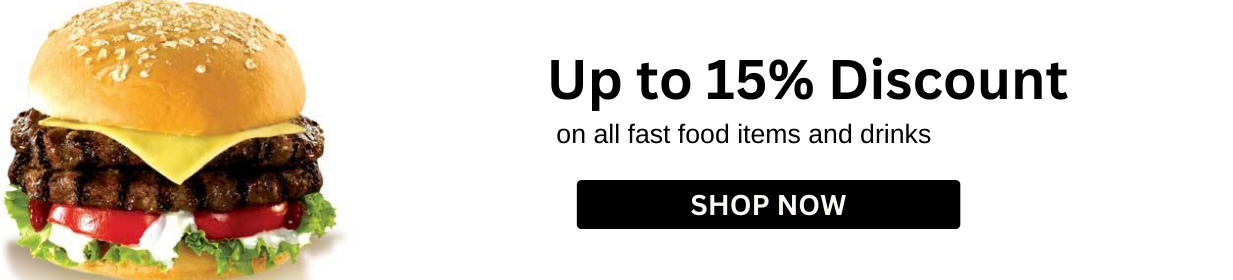 Up to 15% Discount
on all fast food items and drinks
SHOP NOW